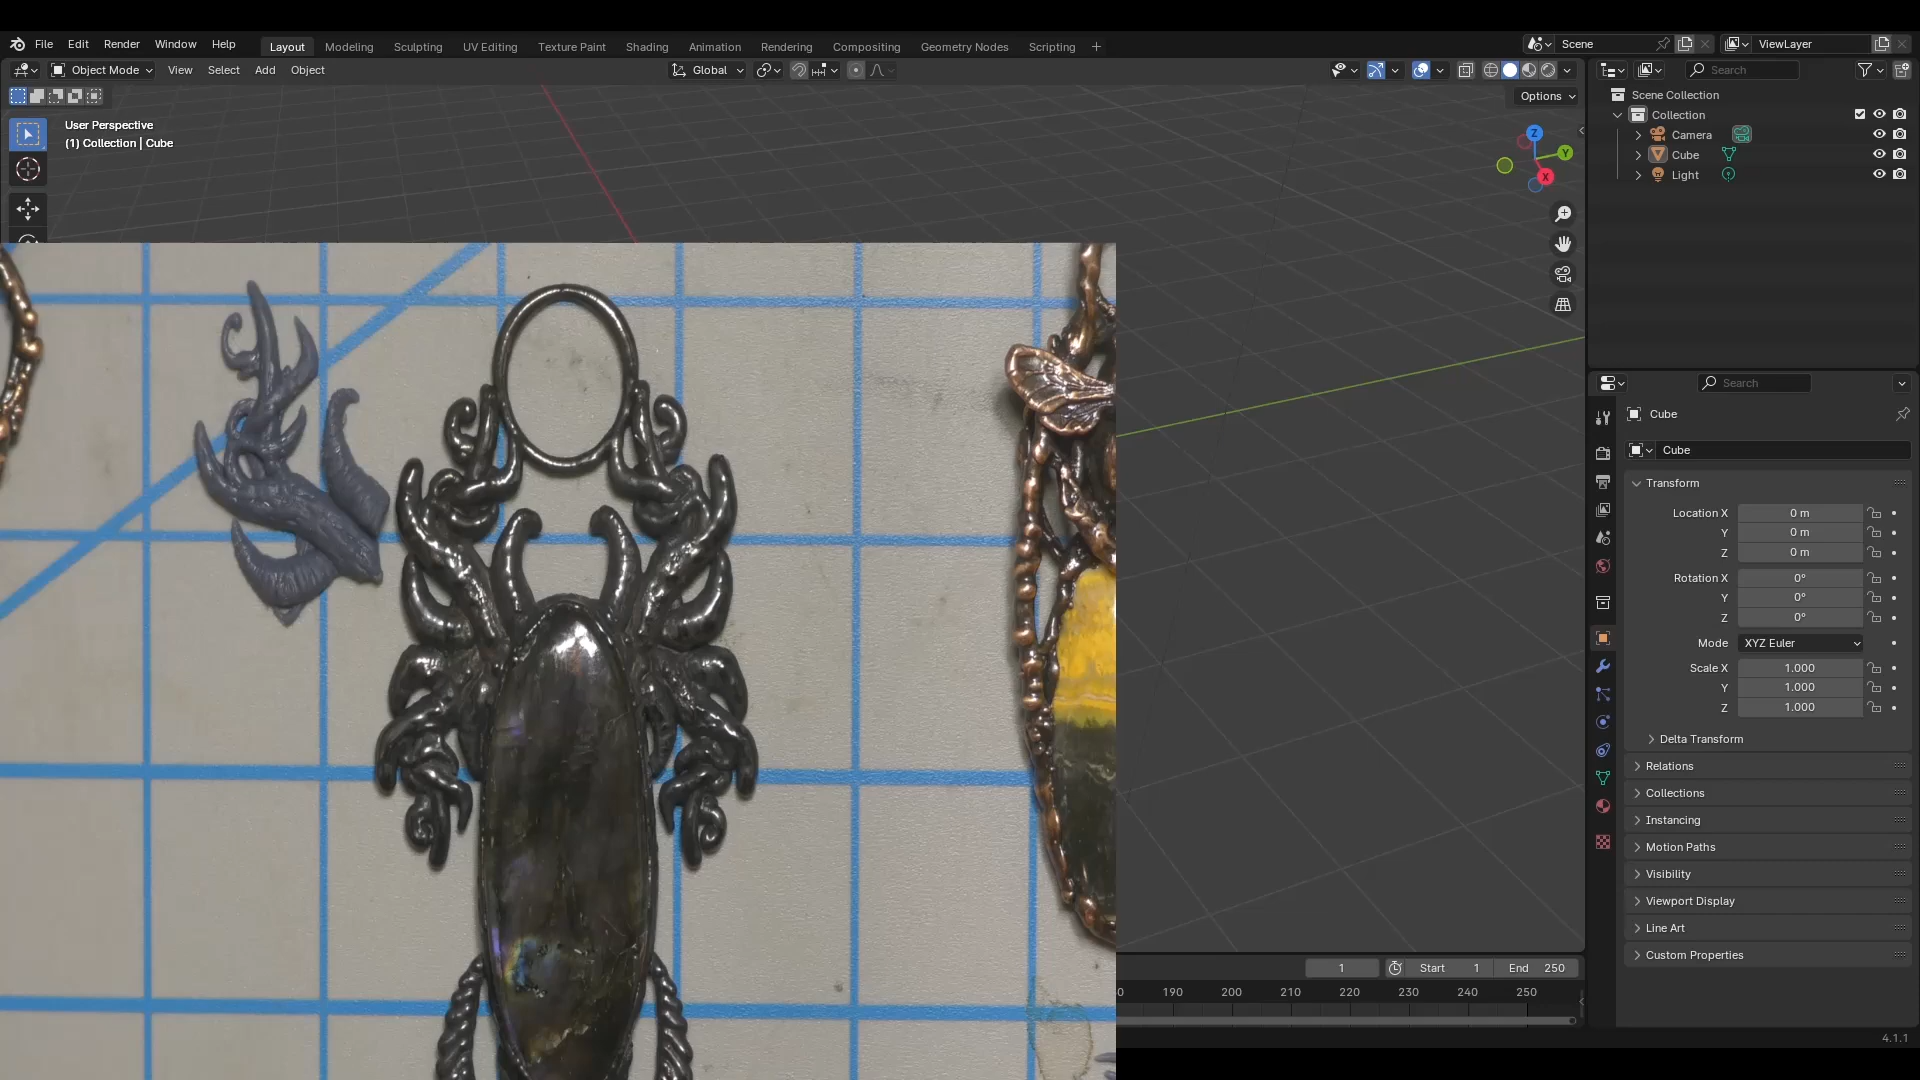 File Edit Render Window Help Layout Modeling Sculpting UV Editing Texture Paint Shading Animation Rendering Compositing Geometry Nodes Scripting + Scene ViewLayer
Object Mode View Select Add Object Global Search
Options
User Perspective
(1) Collection | Cube
Z
Y
X
Scene Collection
Collection
Camera
Cube
Light
Search
Cube
Cube
Transform
Location X 0 m
Y 0 m
Z 0 m
Rotation X 0°
Y 0°
Z 0°
Mode XYZ Euler
Scale X 1.000
Y 1.000
Z 1.000
Delta Transform
Relations
Collections
Instancing
Motion Paths
Visibility
Viewport Display
Line Art
Custom Properties
1 Start 1 End 250
190 200 210 220 230 240 250
4.1.1